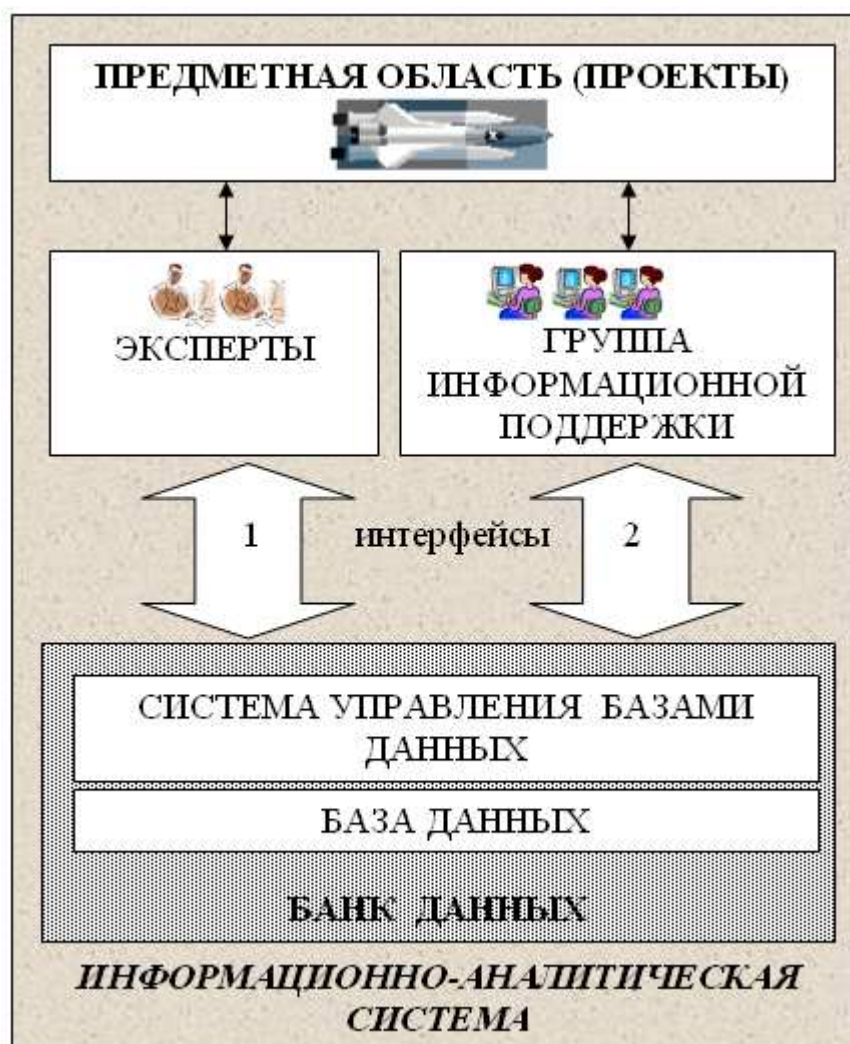 ПРЕДМЕТНАЯ ОБЛАСТЬ (ПРОЕКТЫ)
ЭКСПЕРТЫ
ГРУППА
ИНФОРМАЦИОННОЙ
ПОДДЕРЖКИ
1 интерфейсы 2
СИСТЕМА УПРАВЛЕНИЯ БАЗАМИ
ДАННЫХ
БАЗА ДАННЫХ
БАНК ДАННЫХ
ИНФОРМАЦИОННО-АНАЛИТИЧЕСКАЯ
СИСТЕМА